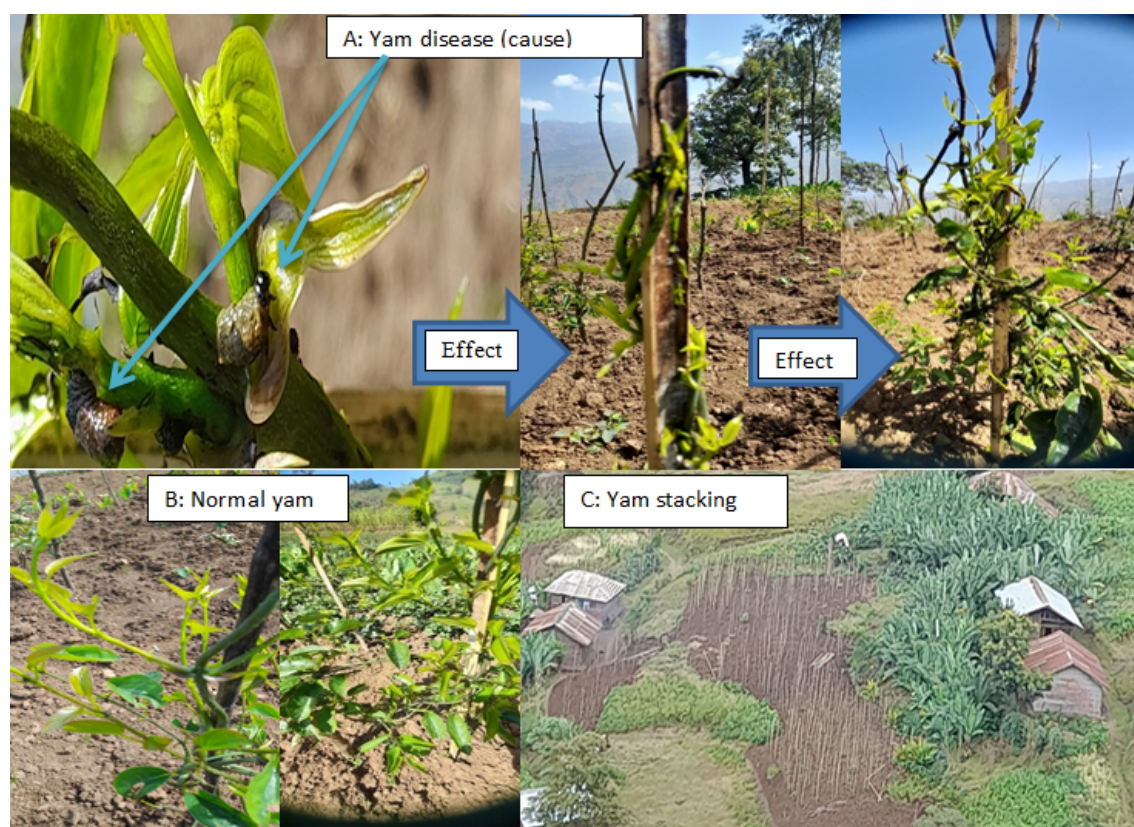 A: Yam disease (cause)
Effect
Effect
B: Normal yam
C: Yam stacking